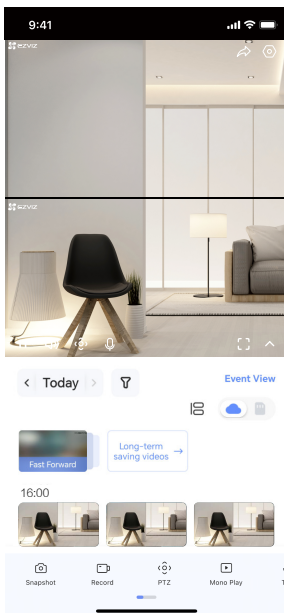 9:41
EZVIZ
EZVIZ
Today
Event View
Fast Forward
Long-term
saving videos
16:00
Snapshot
Record
PTZ
Mono Play